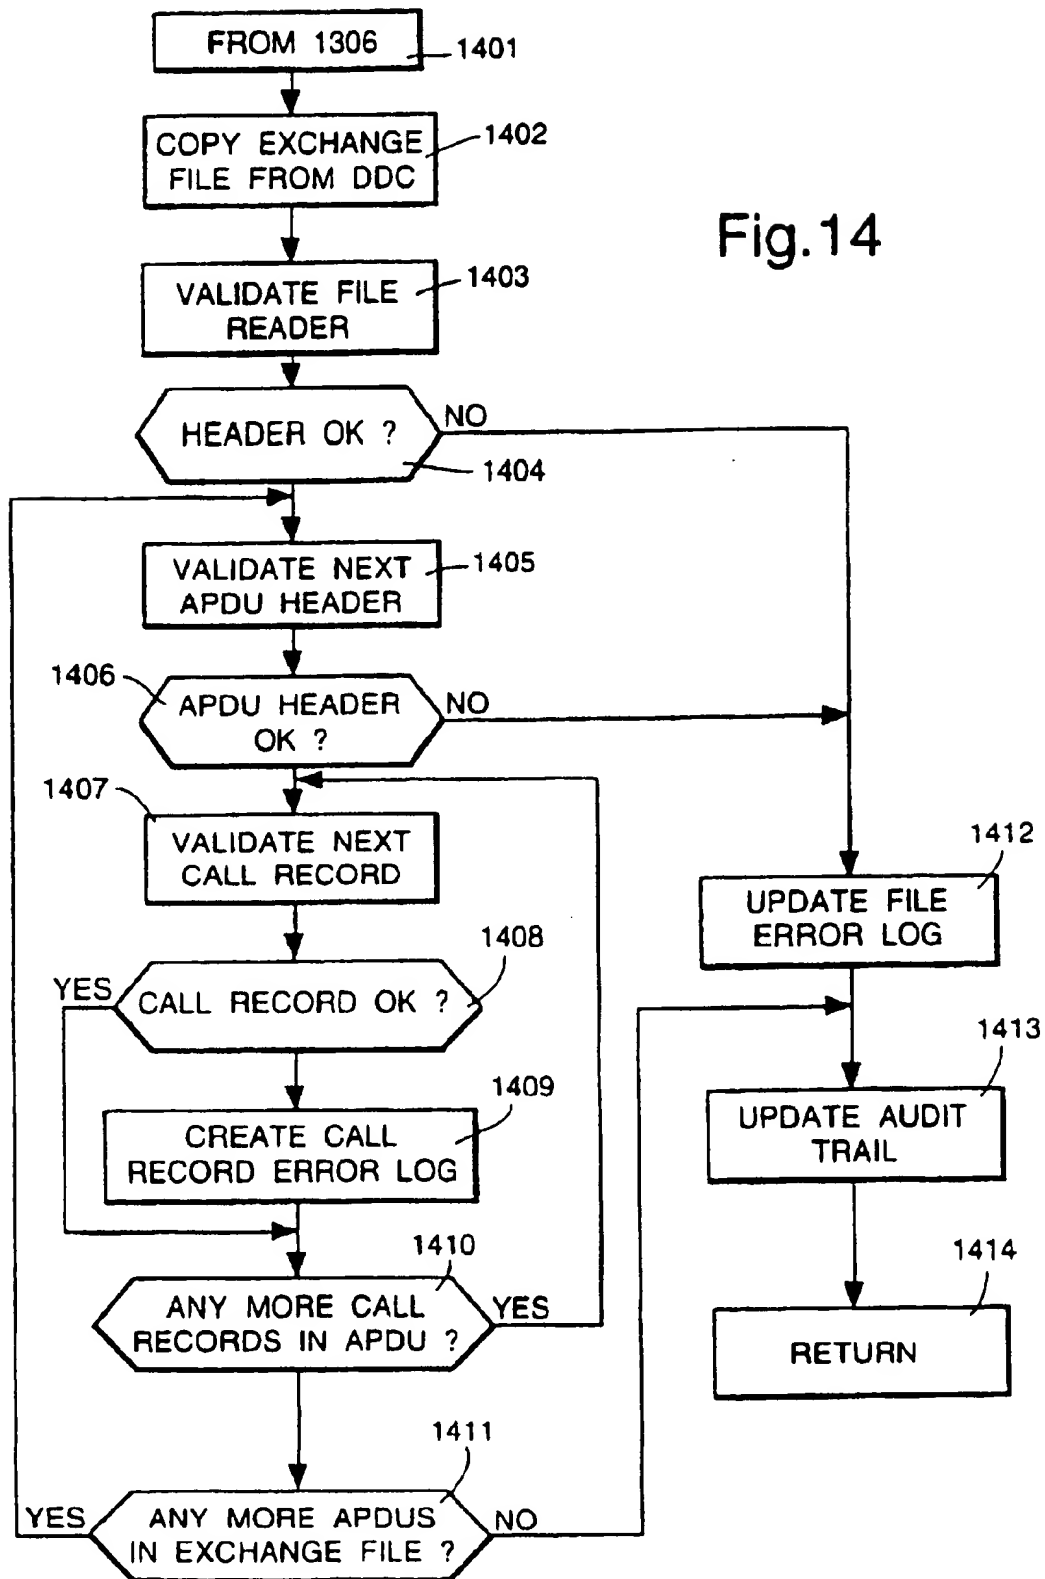 FROM 1306
1401
COPY EXCHANGE
FILE FROM DDC
1402
Fig.14
VALIDATE FILE
READER
1403
HEADER OK ?
NO
1404
VALIDATE NEXT
APDU HEADER
1405
1406
APDU HEADER
OK ?
NO
1407
VALIDATE NEXT
CALL RECORD
1408
YES
CALL RECORD OK ?
1409
CREATE CALL
RECORD ERROR LOG
1410
ANY MORE CALL
RECORDS IN APDU ?
YES
1411
YES
ANY MORE APDUS
IN EXCHANGE FILE ?
NO
1412
UPDATE FILE
ERROR LOG
1413
UPDATE AUDIT
TRAIL
1414
RETURN